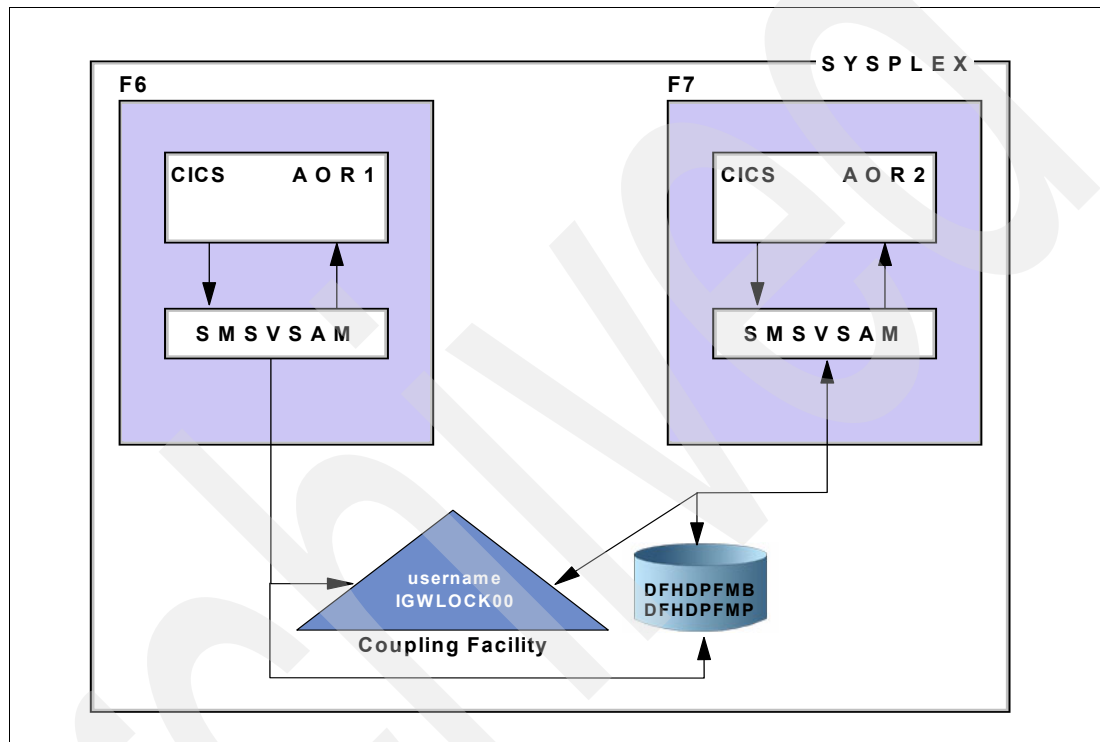 SYSPLEX
F6
F7
CICS AOR1
CICS AOR2
SMSVSAM
SMSVSAM
username
IGWLOCK00
DFHDPFMB
DFHDPFMP
Coupling Facility